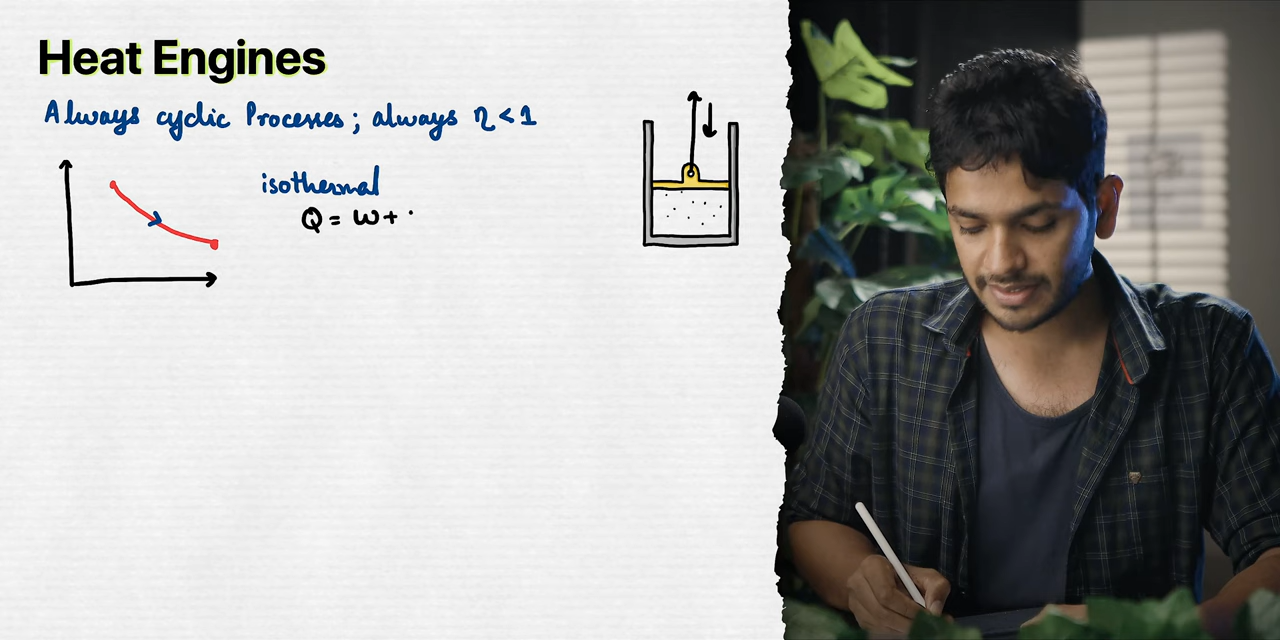 Heat Engines
Always cyclic Processes; always η < 1
isothermal
Q = W + ·